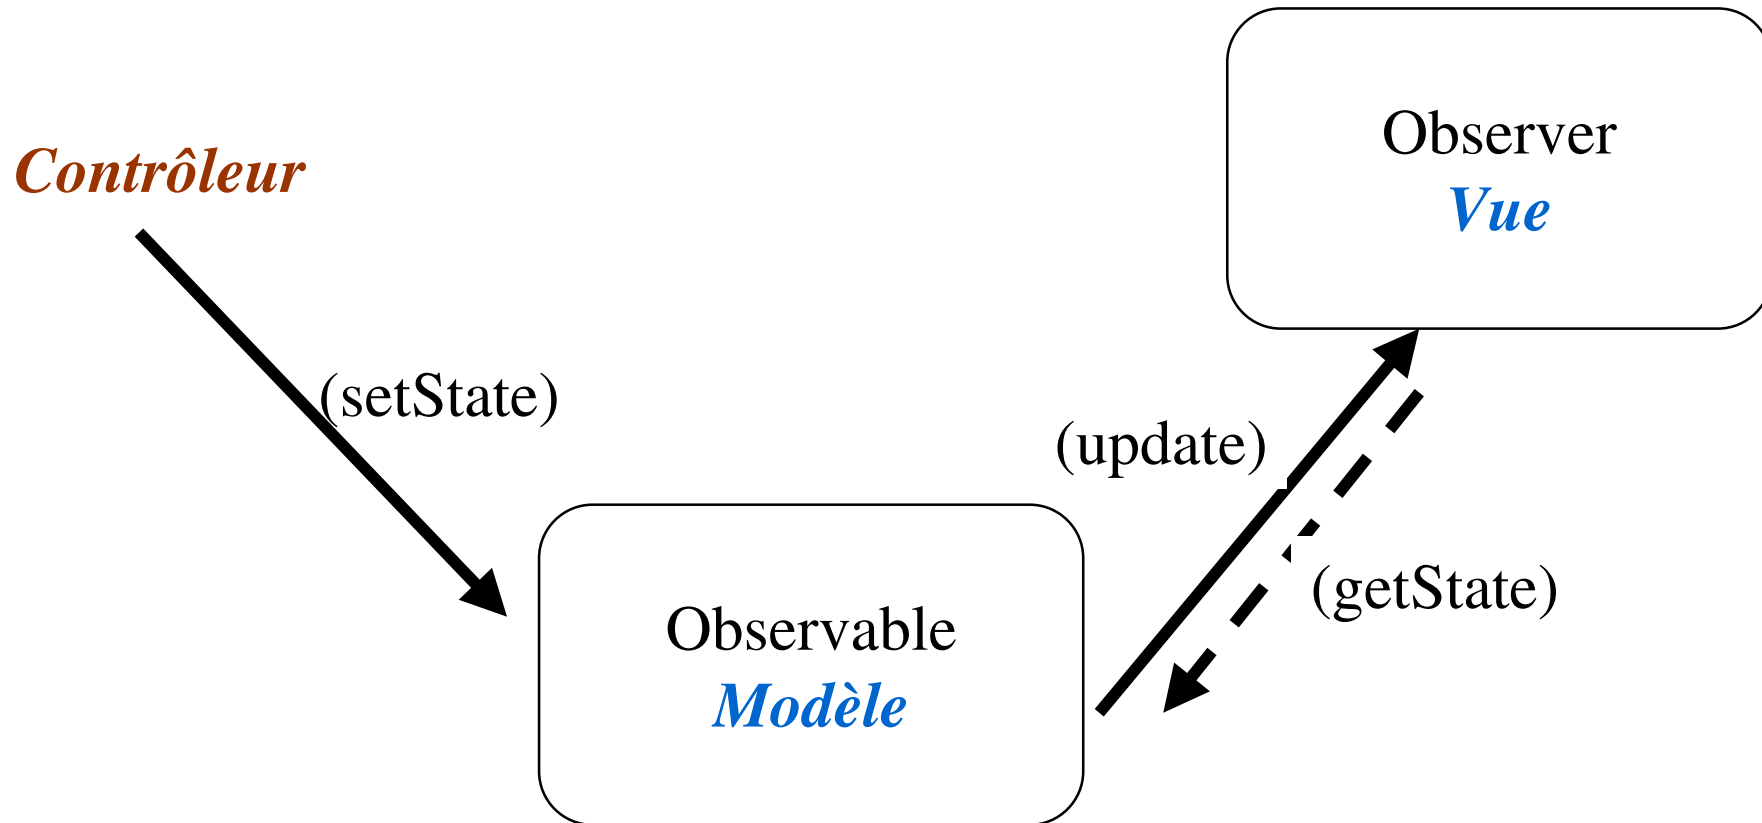 Observer
Vue
Contrôleur
(setState)
(update)
(getState)
Observable
Modèle